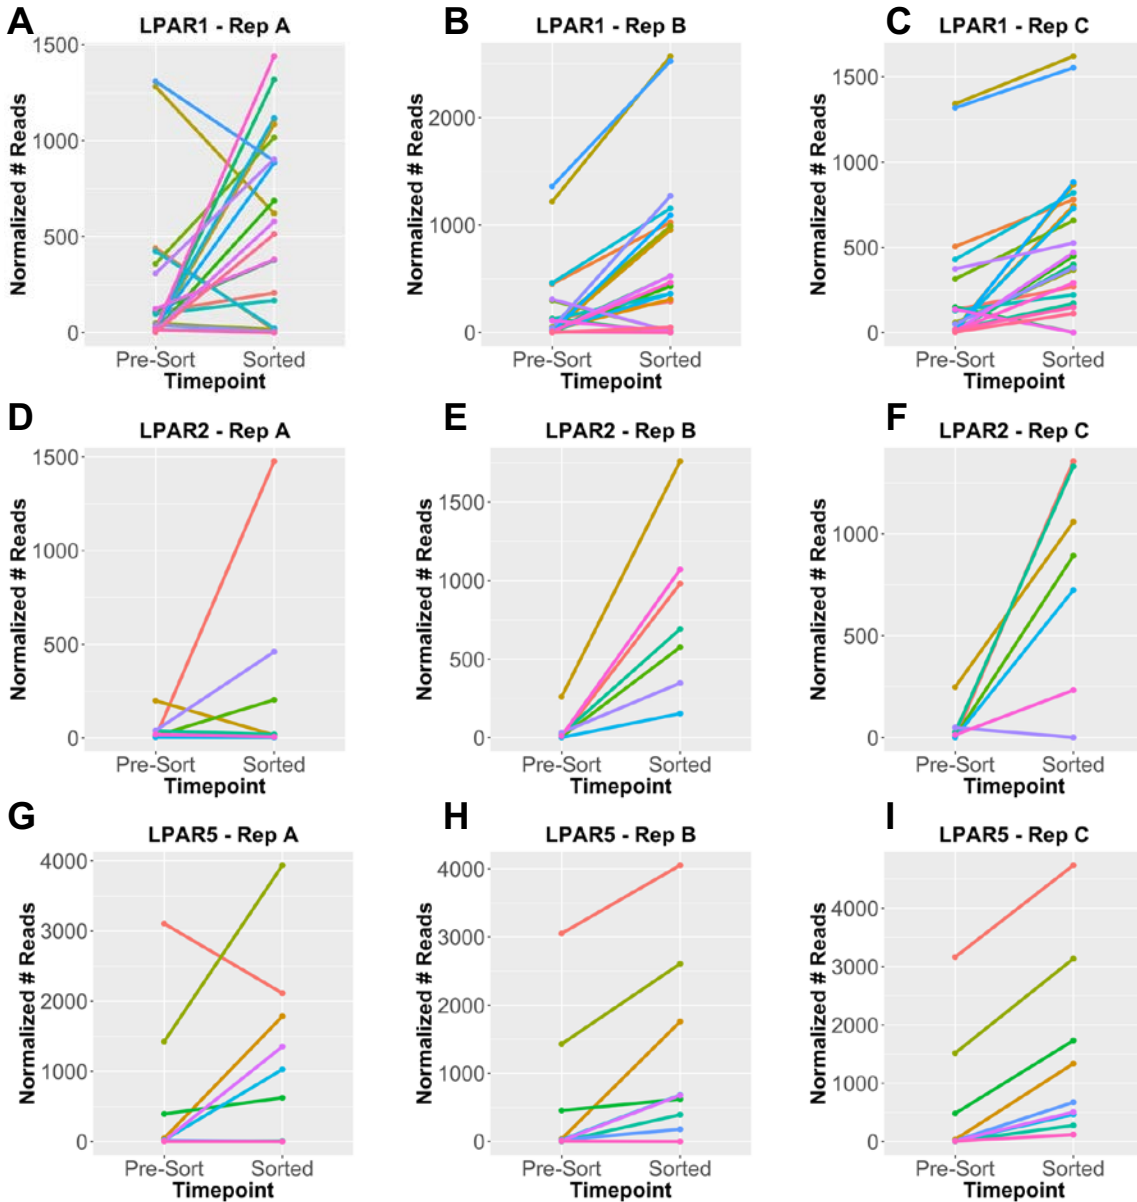 A
LPAR1 - Rep A
Normalized # Reads
1500
1000
500
0
Pre-Sort
Sorted
Timepoint
B
LPAR1 - Rep B
Normalized # Reads
2000
1000
0
Pre-Sort
Sorted
Timepoint
C
LPAR1 - Rep C
Normalized # Reads
1500
1000
500
0
Pre-Sort
Sorted
Timepoint
D
LPAR2 - Rep A
Normalized # Reads
1500
1000
500
0
Pre-Sort
Sorted
Timepoint
E
LPAR2 - Rep B
Normalized # Reads
1500
1000
500
0
Pre-Sort
Sorted
Timepoint
F
LPAR2 - Rep C
Normalized # Reads
1000
500
0
Pre-Sort
Sorted
Timepoint
G
LPAR5 - Rep A
Normalized # Reads
4000
3000
2000
1000
0
Pre-Sort
Sorted
Timepoint
H
LPAR5 - Rep B
Normalized # Reads
4000
3000
2000
1000
0
Pre-Sort
Sorted
Timepoint
I
LPAR5 - Rep C
Normalized # Reads
4000
3000
2000
1000
0
Pre-Sort
Sorted
Timepoint